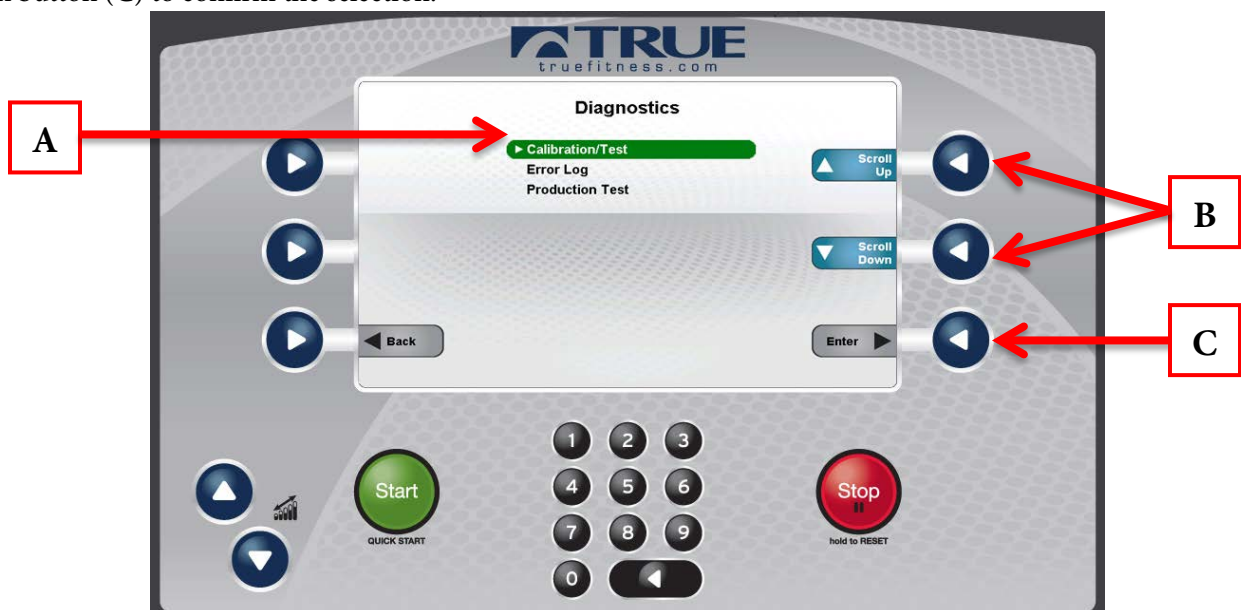 button (C) to confirm the selection.
TRUE
truefitness.com
Diagnostics
A
Calibration/Test
Error Log
Production Test
Scroll
Up
B
Scroll
Down
Back
Enter
C
1 2 3
4 5 6
7 8 9
0
Start
QUICK START
Stop
hold to RESET